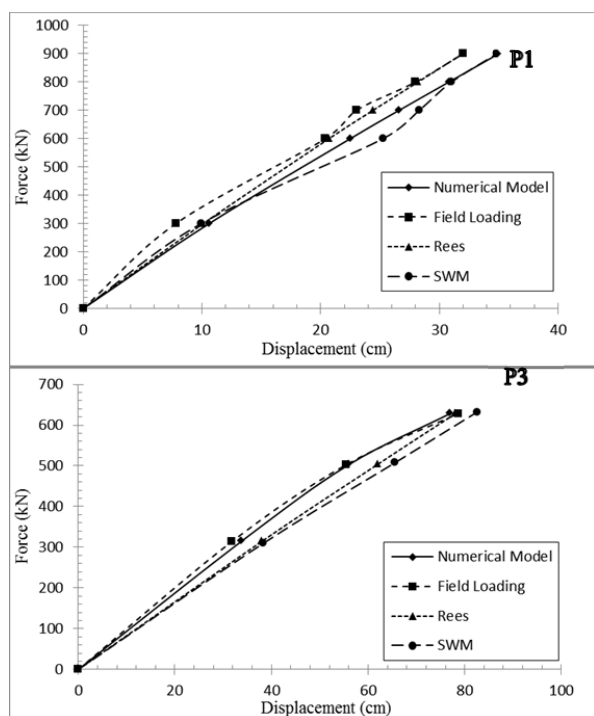 1000
900
800
700
600
500
400
300
200
100
0
Force (kN)
P1
Numerical Model
Field Loading
Rees
SWM
0 10 20 30 40
Displacement (cm)
P3
700
600
500
400
300
200
100
0
Force (kN)
Numerical Model
Field Loading
Rees
SWM
0 20 40 60 80 100
Displacement (cm)